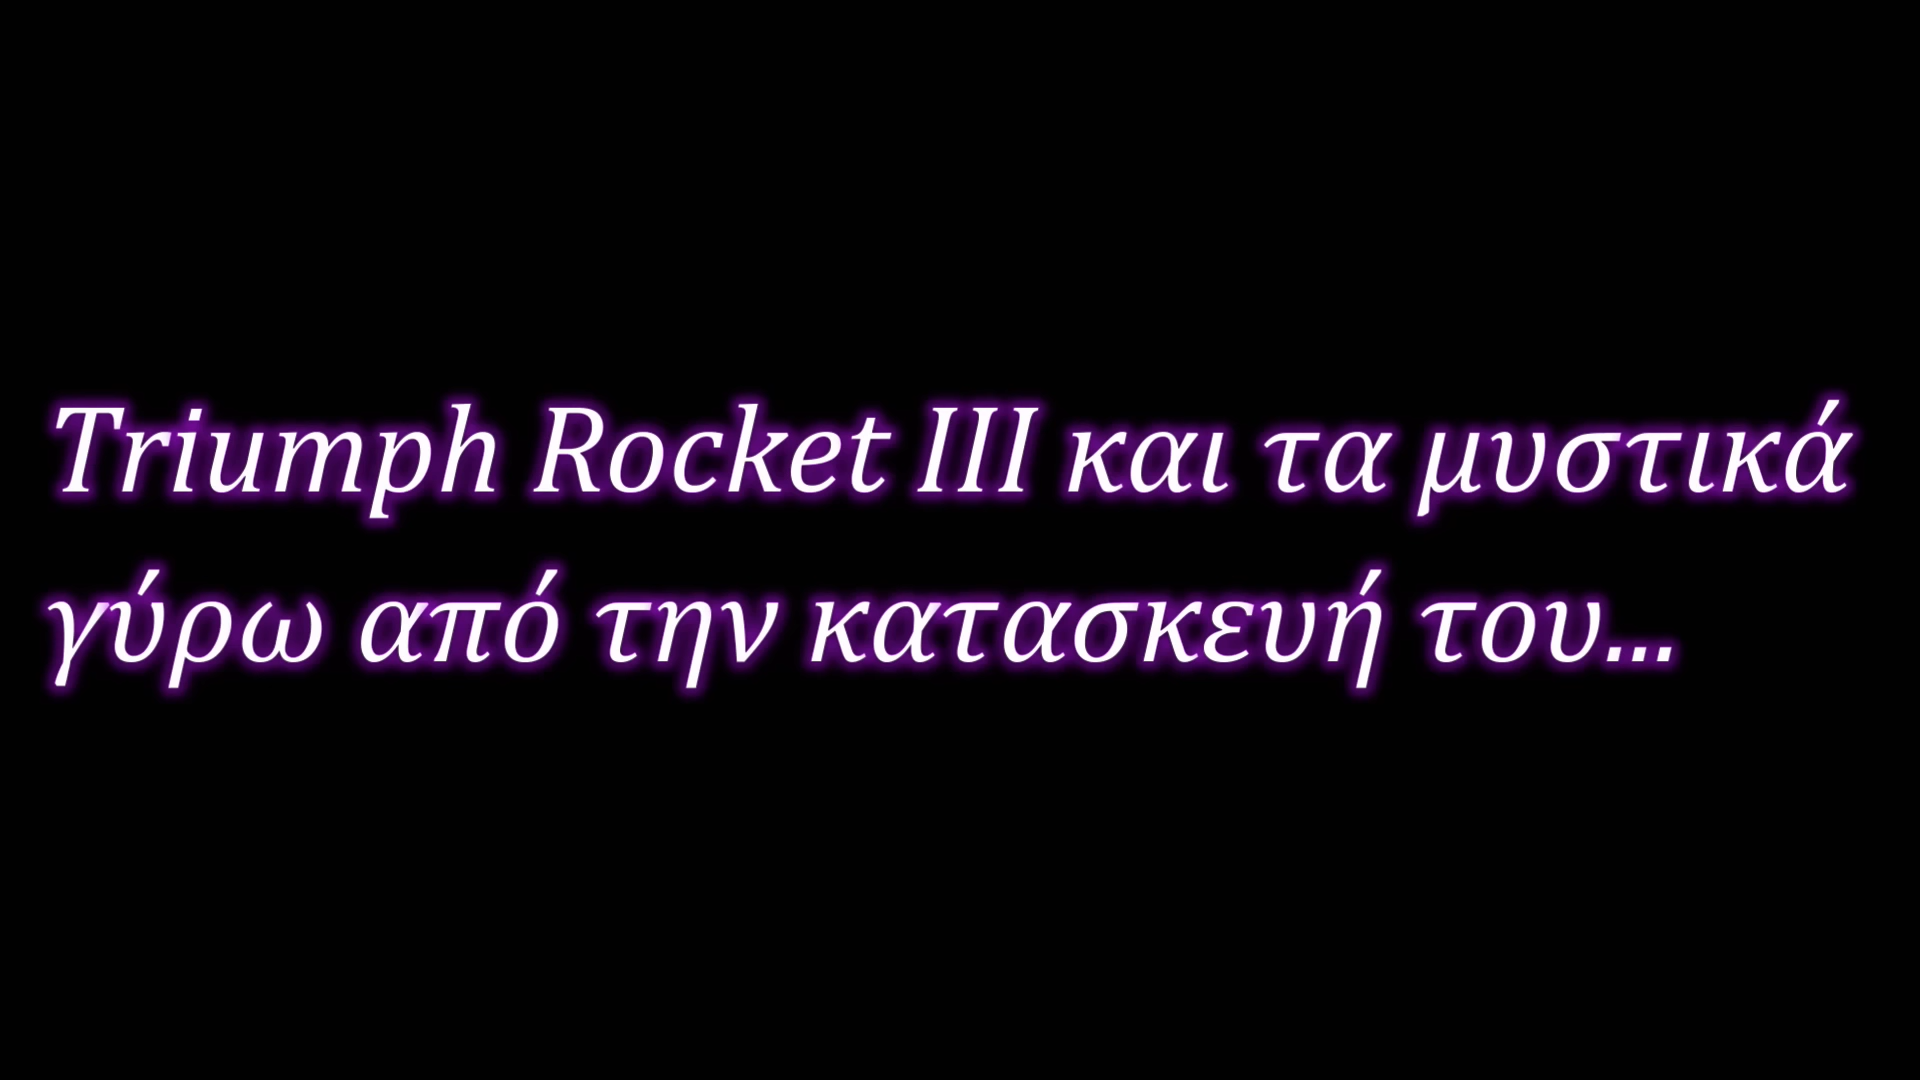 Triumph Rocket III και τα μυστικά
γύρω από την κατασκευή του...